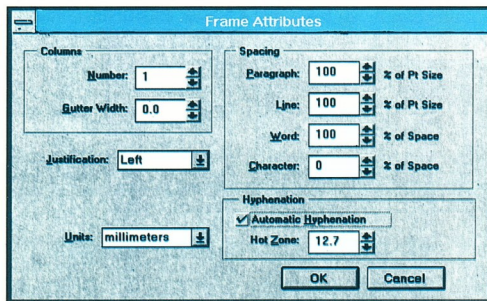 Frame Attributes
Columns
Number: 1
Gutter Width: 0.0
Justification: Left
Units: millimeters
Spacing
Paragraph: 100 % of Pt Size
Line: 100 % of Pt Size
Word: 100 % of Space
Character: 0 % of Space
Hyphenation
Automatic Hyphenation
Hot Zone: 12.7
OK Cancel